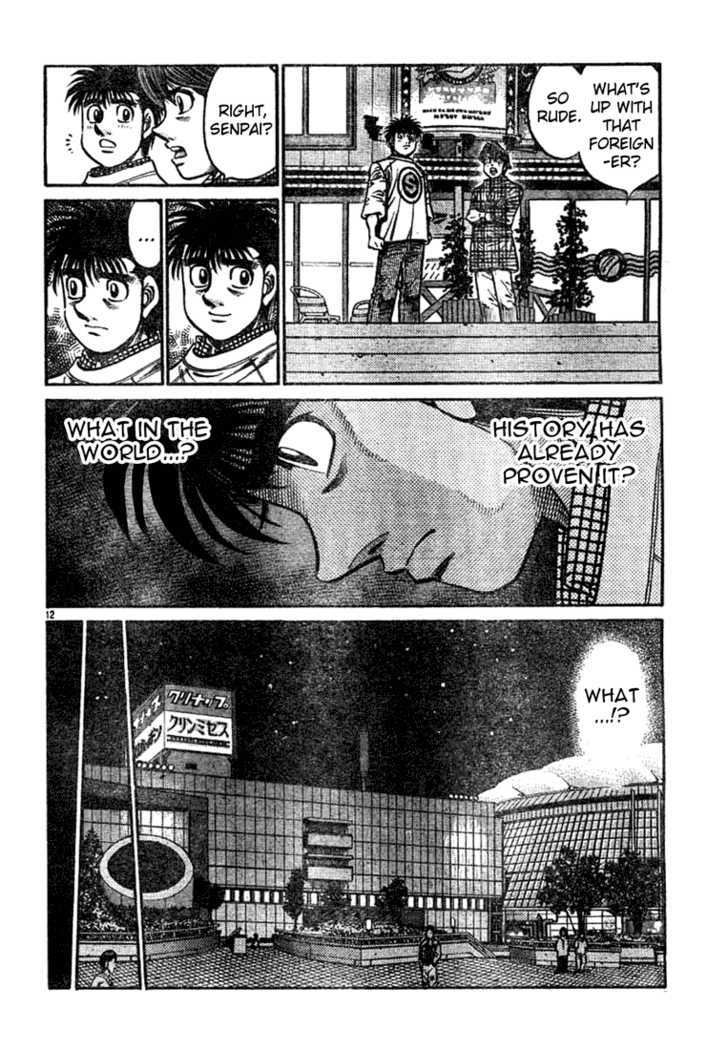 WHAT'S
UP WITH
THAT
FOREIGN
-ER?
SO
RUDE.
RIGHT,
SENPAI?
...
HISTORY HAS
ALREADY
PROVEN IT?
WHAT IN THE
WORLD...?
12
WHAT
...!?
クリナップ
クリンミセス